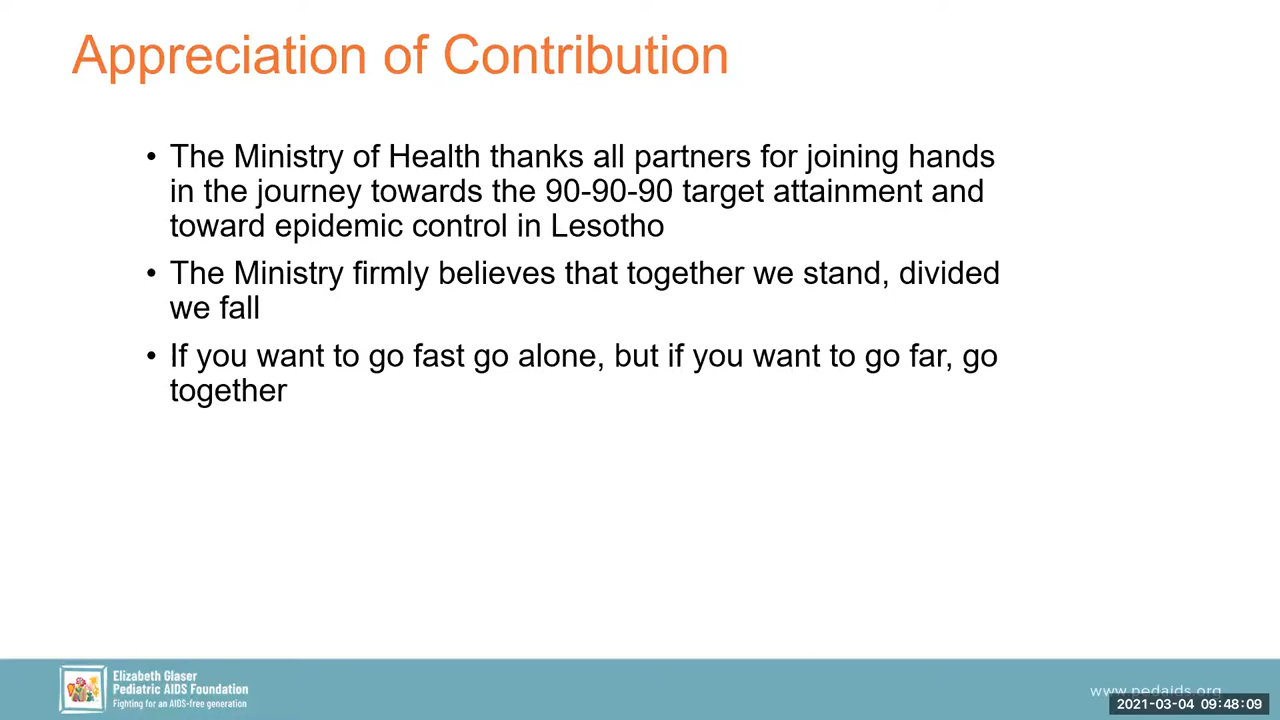 Appreciation of Contribution
• The Ministry of Health thanks all partners for joining hands
in the journey towards the 90-90-90 target attainment and
toward epidemic control in Lesotho
• The Ministry firmly believes that together we stand, divided
we fall
• If you want to go fast go alone, but if you want to go far, go
together
Elizabeth Glaser
Pediatric AIDS Foundation
Fighting for an AIDS-free generation
www.pedaids.org
2021-03-04 09:48:09